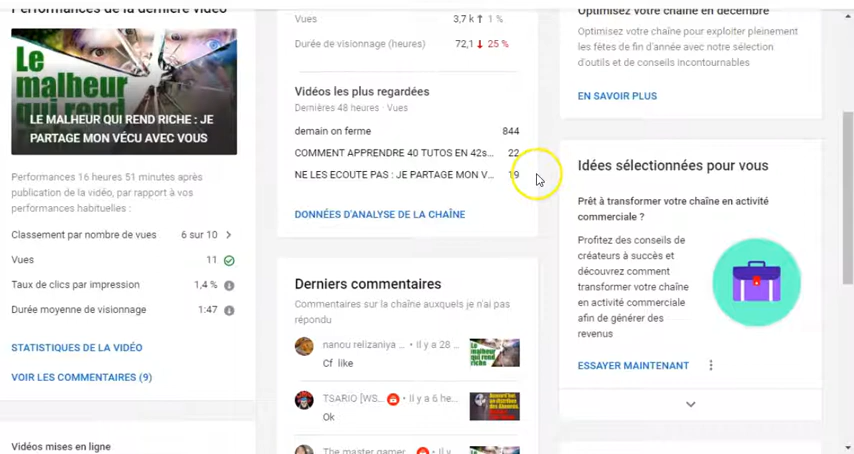 Performances de la dernière vidéo
Le
malheur
qui rend
LE MALHEUR QUI REND RICHE : JE
PARTAGE MON VÉCU AVEC VOUS
Performances 16 heures 51 minutes après
publication de la vidéo, par rapport à vos
performances habituelles :
Classement par nombre de vues 6 sur 10
Vues 11
Taux de clics par impression 1,4 %
Durée moyenne de visionnage 1:47
STATISTIQUES DE LA VIDÉO
VOIR LES COMMENTAIRES (9)
Vidéos mises en ligne
Vues 3,7 k 1 %
Durée de visionnage (heures) 72,1 25 %
Vidéos les plus regardées
Dernières 48 heures · Vues
demain on ferme 844
COMMENT APPRENDRE 40 TUTOS EN 42s... 22
NE LES ECOUTE PAS : JE PARTAGE MON V... 19
DONNÉES D'ANALYSE DE LA CHAÎNE
Derniers commentaires
Commentaires sur la chaîne auxquels je n'ai pas
répondu
nanou relizaniya ... • Il y a 28 ...
Cf like
Le
malheur
qui rend
riche
TSARIO [WS... • Il y a 6 he...
Ok
The master gamer
Optimisez votre chaîne en décembre
Optimisez votre chaîne pour exploiter pleinement
les fêtes de fin d'année avec notre sélection
d'outils et de conseils incontournables
EN SAVOIR PLUS
Idées sélectionnées pour vous
Prêt à transformer votre chaîne en activité
commerciale ?
Profitez des conseils de
créateurs à succès et
découvrez comment
transformer votre chaîne
en activité commerciale
afin de générer des
revenus
ESSAYER MAINTENANT